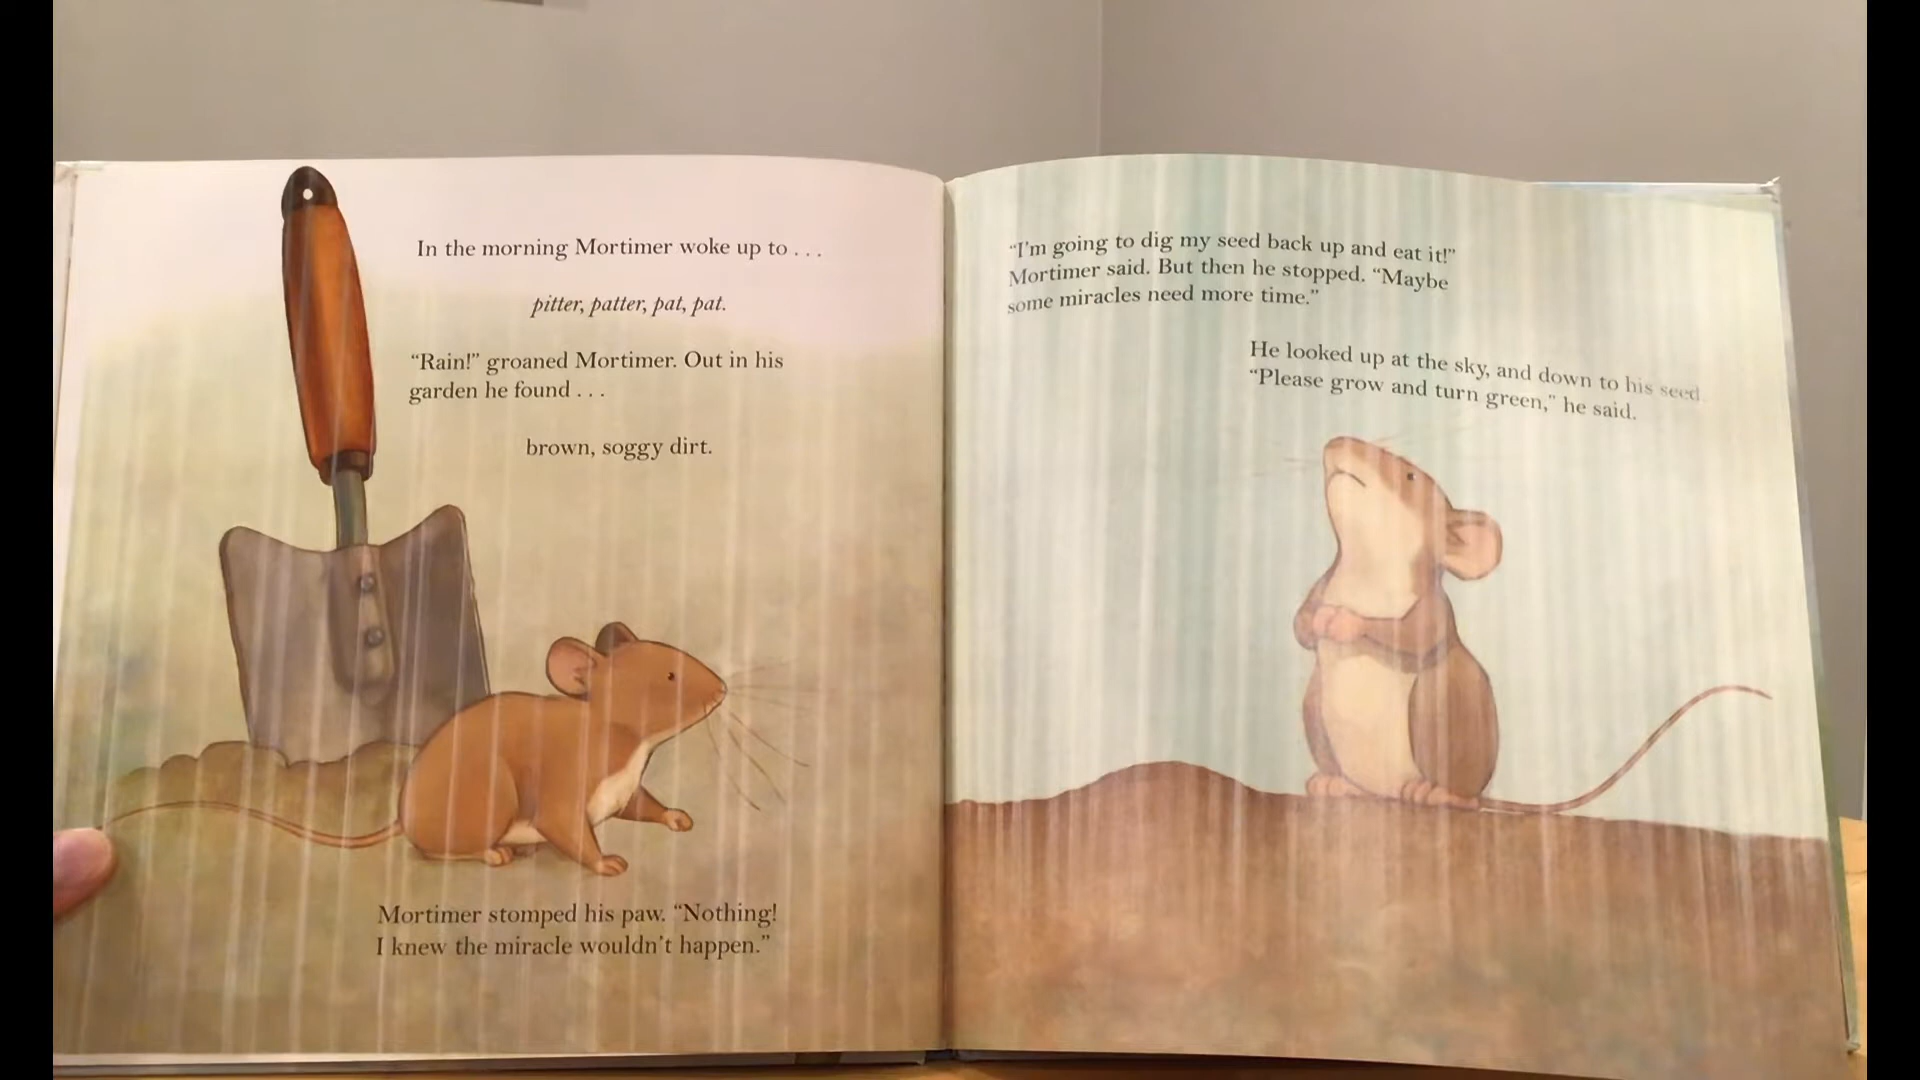 In the morning Mortimer woke up to . . .
pitter, patter, pat, pat.
“Rain!” groaned Mortimer. Out in his
garden he found . . .
brown, soggy dirt.
Mortimer stomped his paw. “Nothing!
I knew the miracle wouldn’t happen.”
“I’m going to dig my seed back up and eat it!”
Mortimer said. But then he stopped. “Maybe
some miracles need more time.”
He looked up at the sky, and down to his seed.
“Please grow and turn green,” he said.